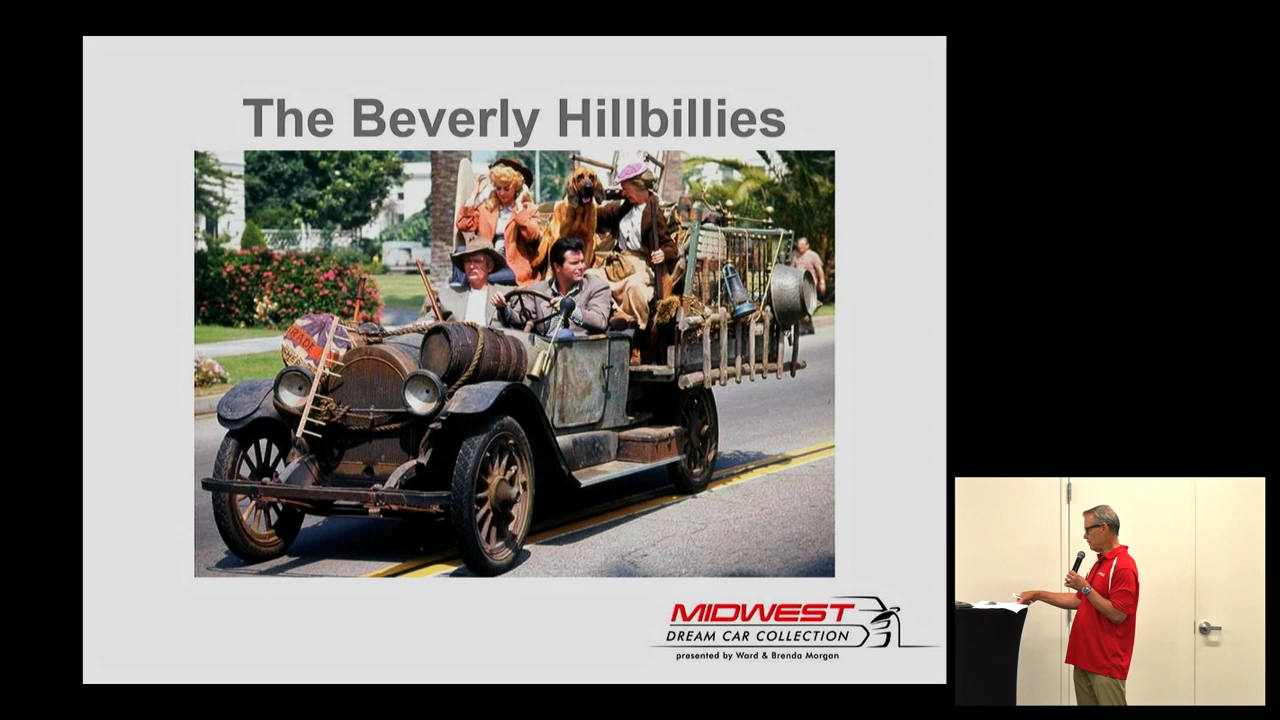 The Beverly Hillbillies
MIDWEST
DREAM CAR COLLECTION
presented by Ward & Brenda Morgan